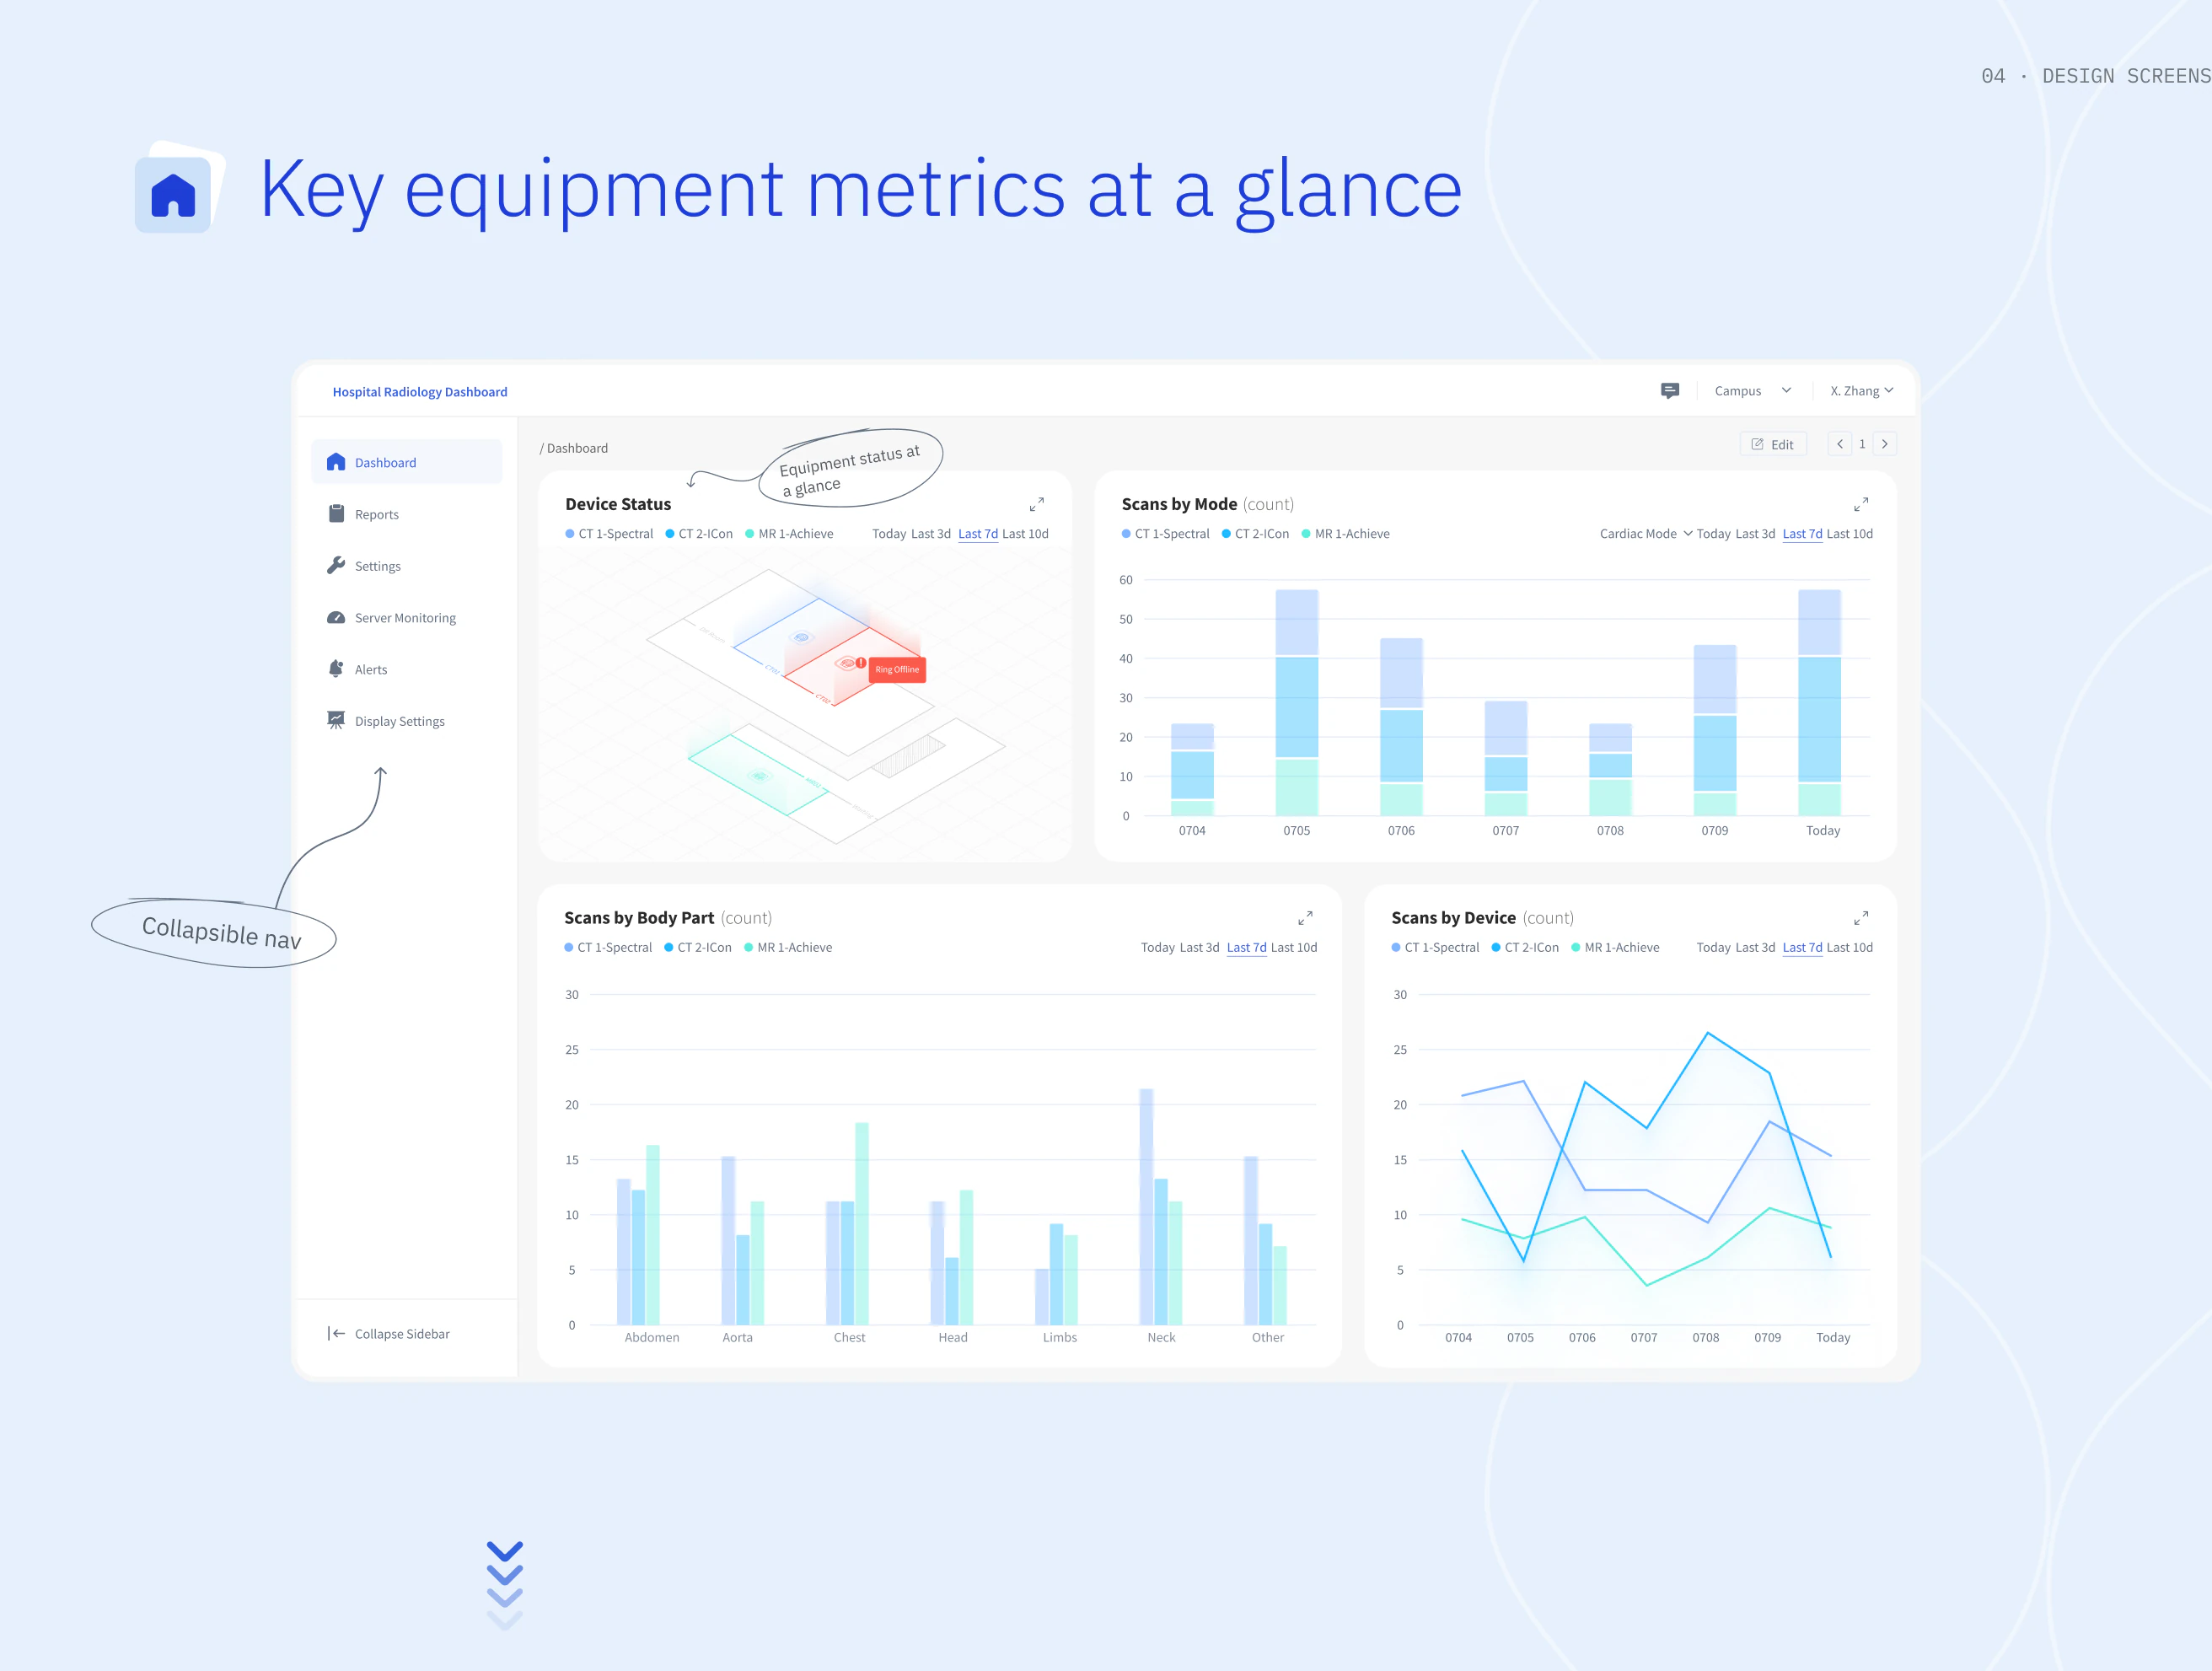 04 · DESIGN SCREENS
Key equipment metrics at a glance
Hospital Radiology Dashboard
Campus
X. Zhang
Dashboard
Reports
Settings
Server Monitoring
Alerts
Display Settings
Collapsible nav
Collapse Sidebar
/ Dashboard
Equipment status at
a glance
Edit
1
Device Status
CT 1-Spectral CT 2-ICon MR 1-Achieve Today Last 3d Last 7d Last 10d
CT02
Ring Offline
Scans by Mode (count)
CT 1-Spectral CT 2-ICon MR 1-Achieve Cardiac Mode Today Last 3d Last 7d Last 10d
60
50
40
30
20
10
0
0704 0705 0706 0707 0708 0709 Today
Scans by Body Part (count)
CT 1-Spectral CT 2-ICon MR 1-Achieve Today Last 3d Last 7d Last 10d
30
25
20
15
10
5
0
Abdomen Aorta Chest Head Limbs Neck Other
Scans by Device (count)
CT 1-Spectral CT 2-ICon MR 1-Achieve Today Last 3d Last 7d Last 10d
30
25
20
15
10
5
0
0704 0705 0706 0707 0708 0709 Today